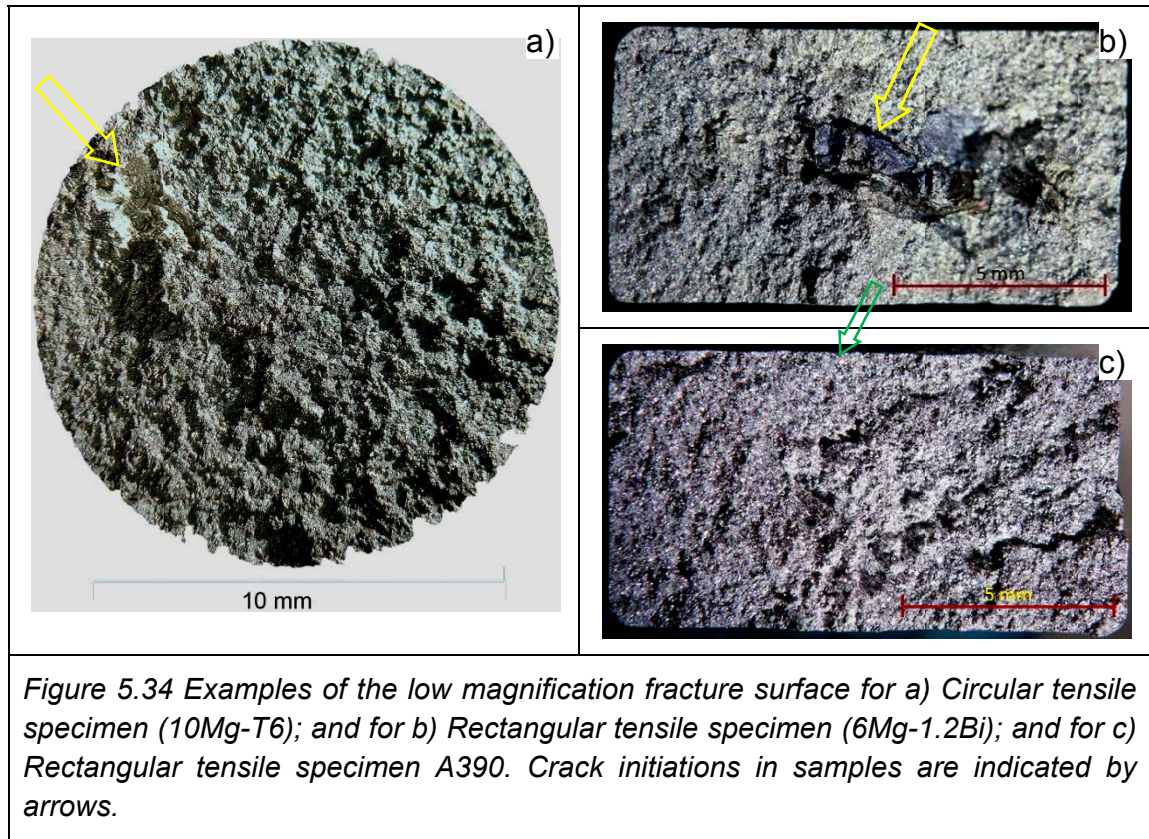 a)
10 mm
b)
5 mm
c)
5 mm
Figure 5.34 Examples of the low magnification fracture surface for a) Circular tensile
specimen (10Mg-T6); and for b) Rectangular tensile specimen (6Mg-1.2Bi); and for c)
Rectangular tensile specimen A390. Crack initiations in samples are indicated by
arrows.